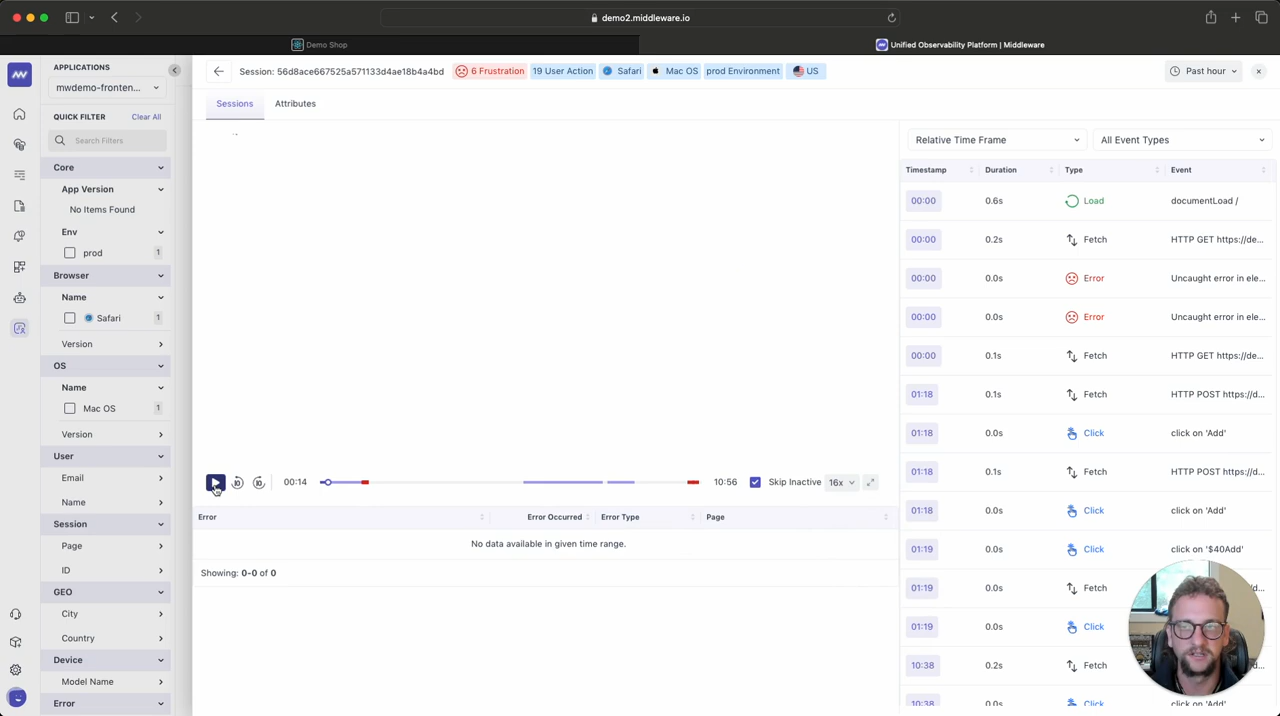 demo2.middleware.io
Demo Shop
Unified Observability Platform | Middleware
APPLICATIONS
mwdemo-fronten...
QUICK FILTER
Clear All
Search Filters
Core
App Version
No Items Found
Env
prod 1
Browser
Name
Safari 1
Version
OS
Name
Mac OS 1
Version
User
Email
Name
Session
Page
ID
GEO
City
Country
Device
Model Name
Error
Session: 56d8ace667525a571133d4ae18b4a4bd
6 Frustration
19 User Action
Safari
Mac OS
prod Environment
US
Past hour
Sessions
Attributes
10
10
00:14
10:56
Skip Inactive
16x
Error Error Occurred Error Type Page
No data available in given time range.
Showing: 0-0 of 0
Relative Time Frame
All Event Types
Timestamp Duration Type Event
00:00 0.6s Load documentLoad /
00:00 0.2s Fetch HTTP GET https://de...
00:00 0.0s Error Uncaught error in ele...
00:00 0.0s Error Uncaught error in ele...
00:00 0.1s Fetch HTTP GET https://de...
01:18 0.1s Fetch HTTP POST https://d...
01:18 0.0s Click click on 'Add'
01:18 0.1s Fetch HTTP POST https://d...
01:18 0.0s Click click on 'Add'
01:19 0.0s Click click on '$40Add'
01:19 0.0s Fetch
01:19 0.0s Click
10:38 0.2s Fetch
10:38 0.0s Click click on 'Add'